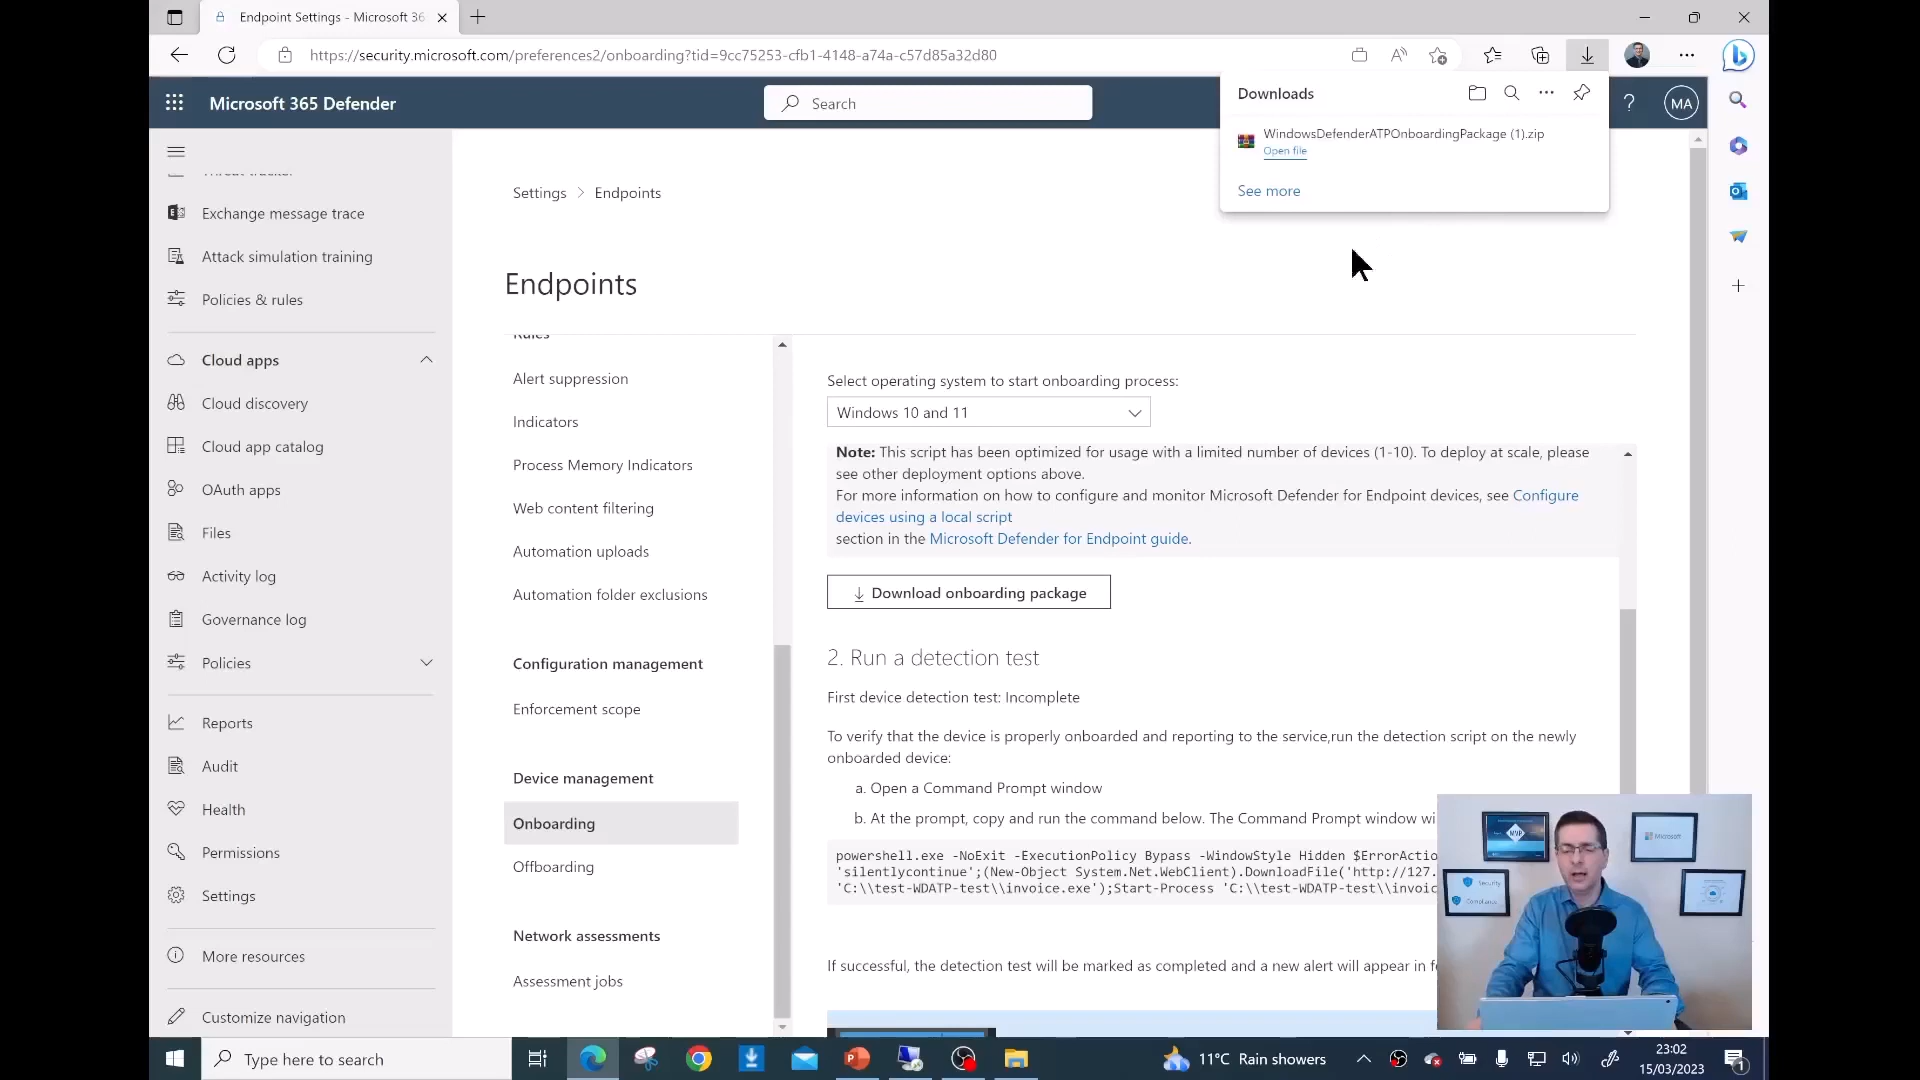 Endpoint Settings - Microsoft 36
https://security.microsoft.com/preferences2/onboarding?tid=9cc75253-cfb1-4148-a74a-c57d85a32d80
Microsoft 365 Defender
Search
?
MA
Downloads
WindowsDefenderATPOnboardingPackage (1).zip
Open file
See more
Exchange message trace
Attack simulation training
Policies & rules
Cloud apps
Cloud discovery
Cloud app catalog
OAuth apps
Files
Activity log
Governance log
Policies
Reports
Audit
Health
Permissions
Settings
More resources
Customize navigation
Settings > Endpoints
Endpoints
Rules
Alert suppression
Indicators
Process Memory Indicators
Web content filtering
Automation uploads
Automation folder exclusions
Configuration management
Enforcement scope
Device management
Onboarding
Offboarding
Network assessments
Assessment jobs
Select operating system to start onboarding process:
Windows 10 and 11
Note: This script has been optimized for usage with a limited number of devices (1-10). To deploy at scale, please
see other deployment options above.
For more information on how to configure and monitor Microsoft Defender for Endpoint devices, see Configure
devices using a local script
section in the Microsoft Defender for Endpoint guide.
Download onboarding package
2. Run a detection test
First device detection test: Incomplete
To verify that the device is properly onboarded and reporting to the service,run the detection script on the newly
onboarded device:
a. Open a Command Prompt window
b. At the prompt, copy and run the command below. The Command Prompt window wi
powershell.exe -NoExit -ExecutionPolicy Bypass -WindowStyle Hidden $ErrorActio
'silentlycontinue';(New-Object System.Net.WebClient).DownloadFile('http://127.
'C:\\test-WDATP-test\\invoice.exe');Start-Process 'C:\\test-WDATP-test\\invoic
If successful, the detection test will be marked as completed and a new alert will appear in f
MVP
Microsoft
Security
Compliance
Type here to search
11°C Rain showers
23:02
15/03/2023
1